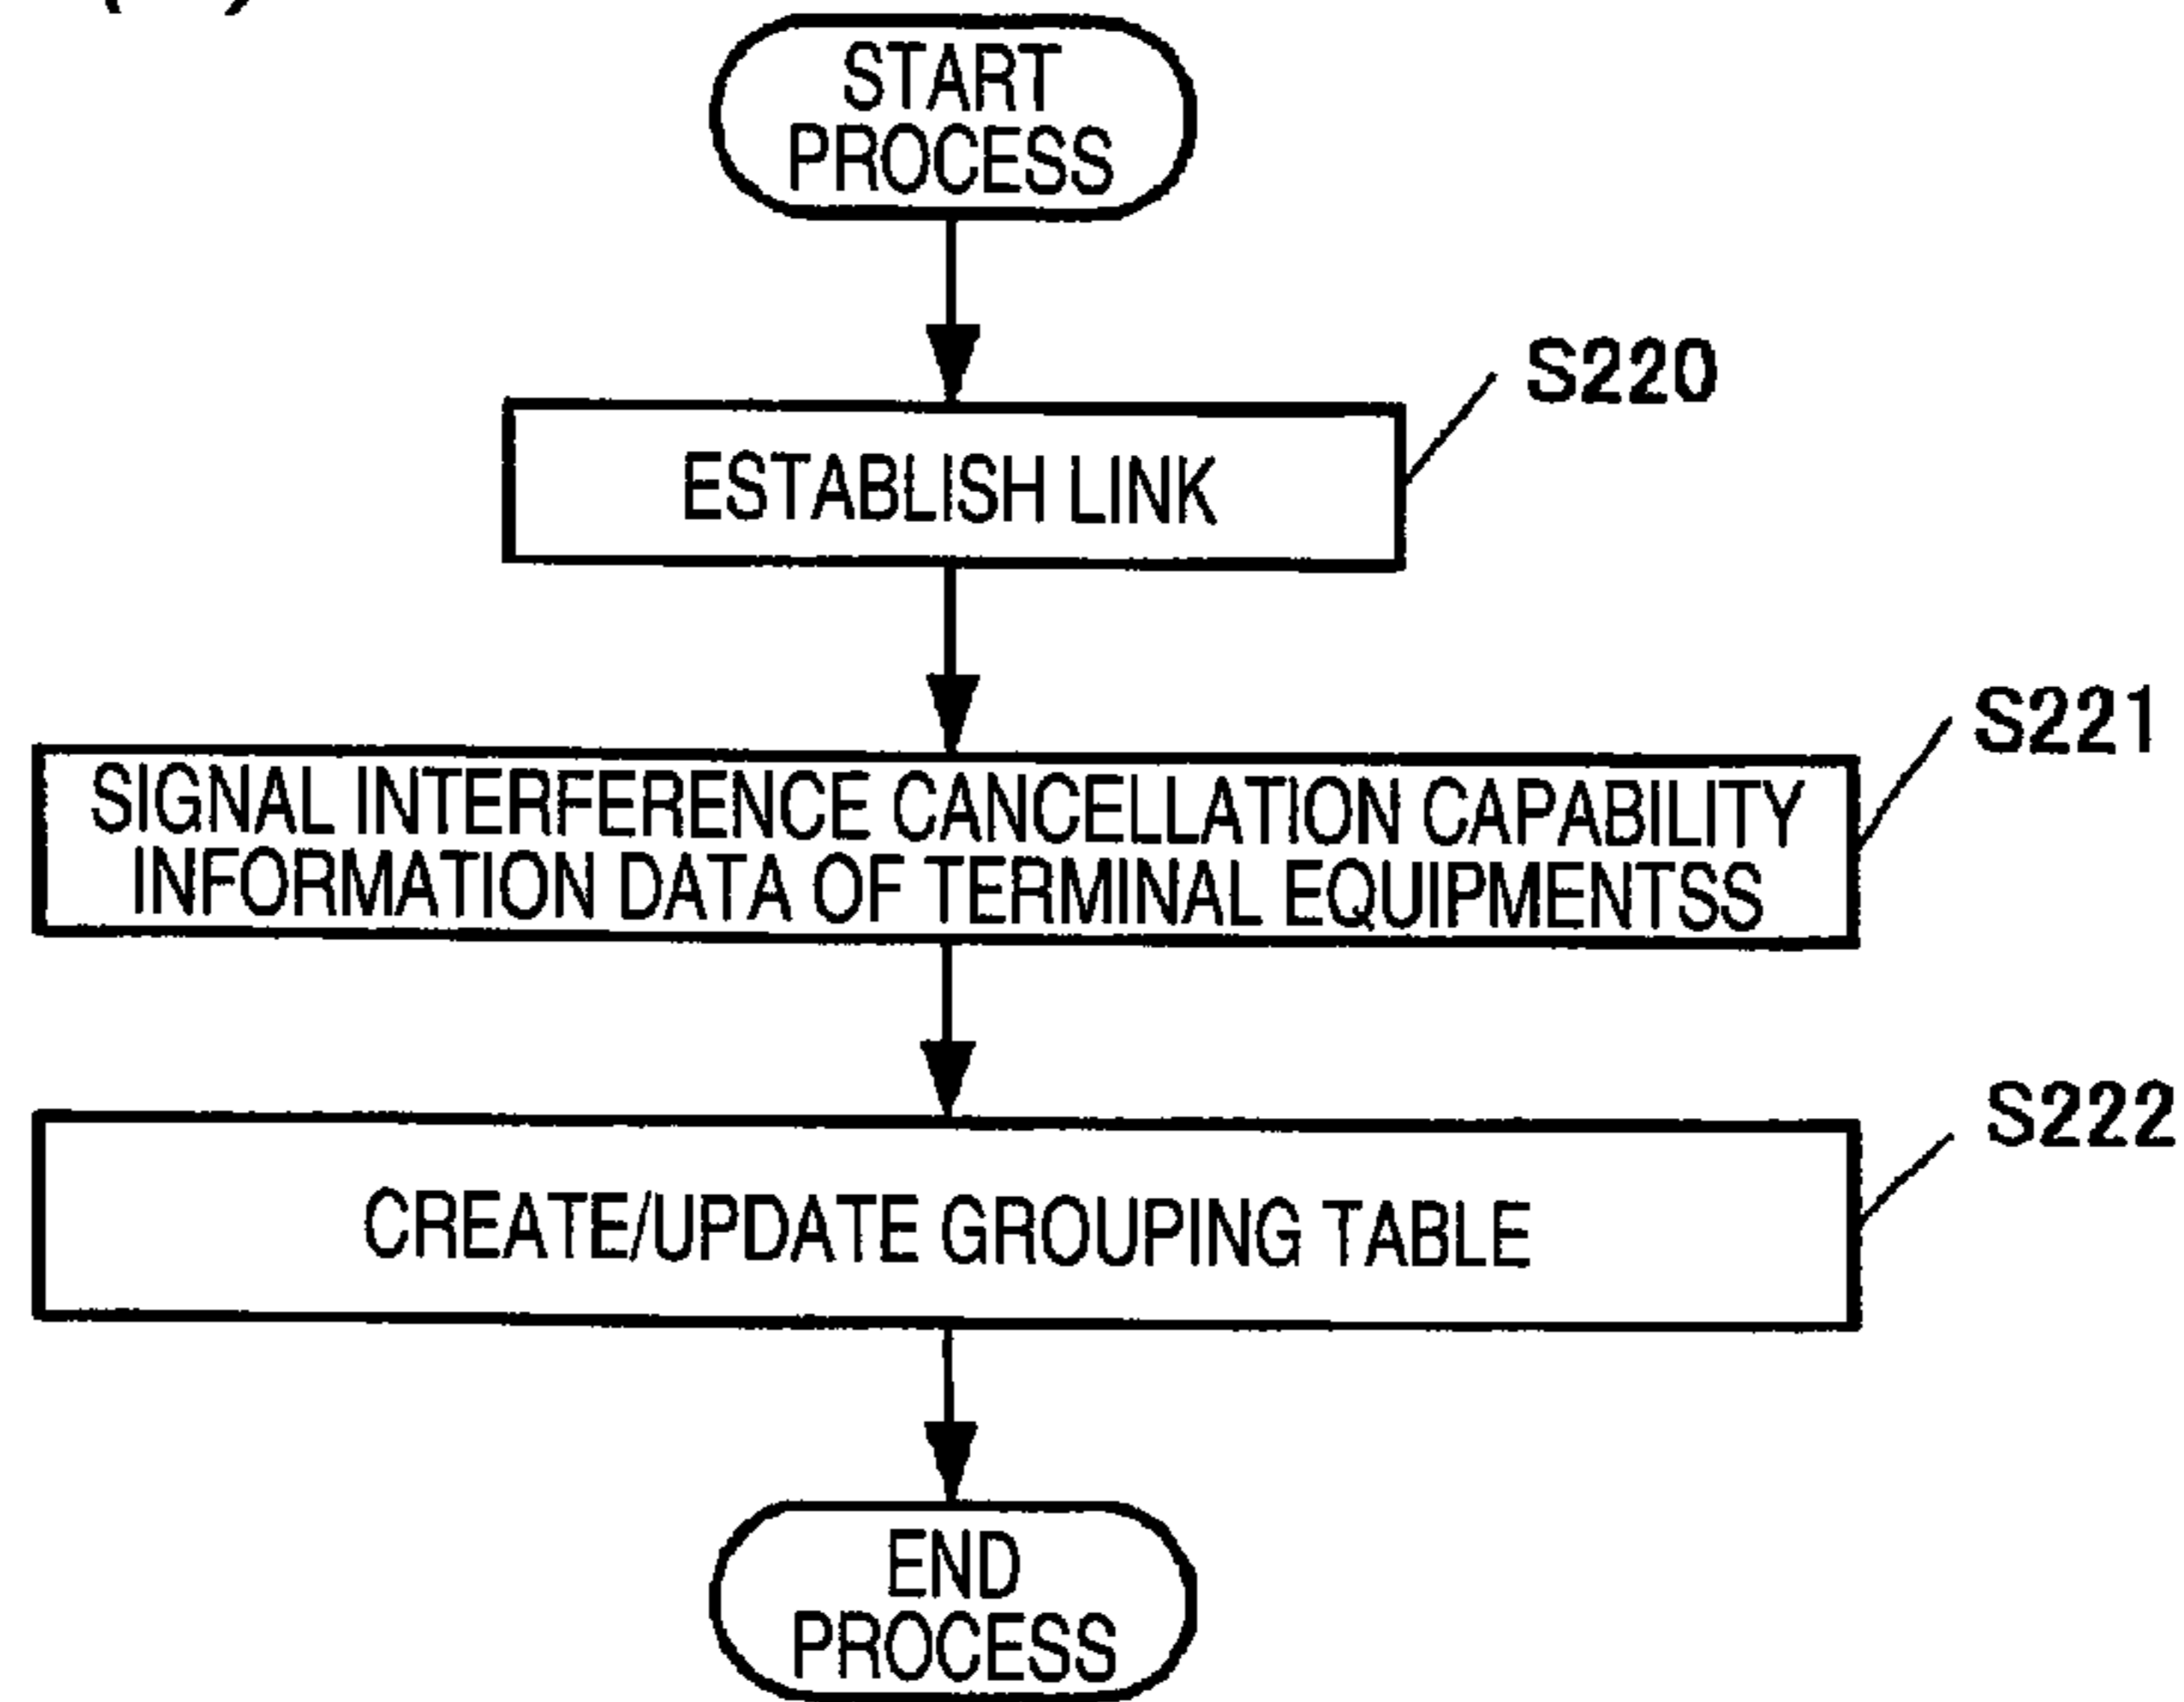 START
PROCESS
S220
ESTABLISH LINK
S221
SIGNAL INTERFERENCE CANCELLATION CAPABILITY
INFORMATION DATA OF TERMINAL EQUIPMENTSS
S222
CREATE/UPDATE GROUPING TABLE
END
PROCESS